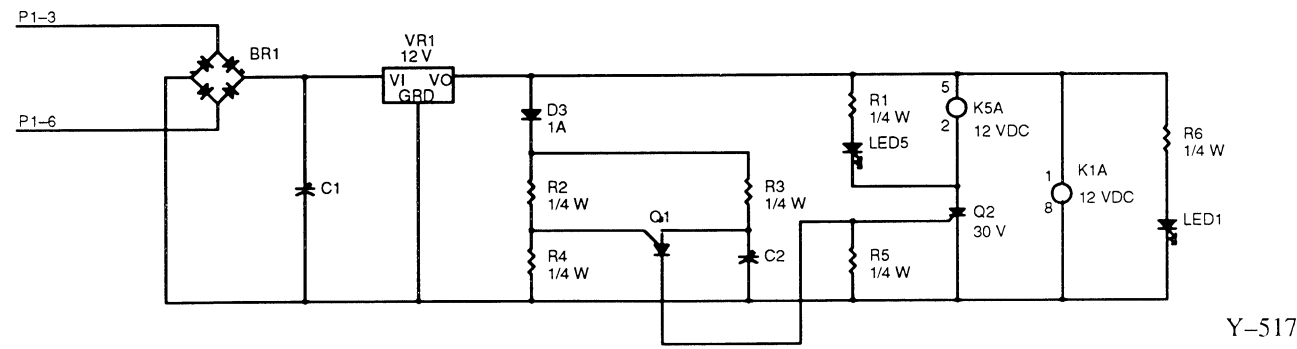 P1-3
BR1
VR1
12 V
VI VO
GRD
P1-6
C1
D3
1A
R2
1/4 W
R3
1/4 W
Q1
R4
1/4 W
C2
R1
1/4 W
LED5
5
K5A
2
12 VDC
Q2
30 V
R5
1/4 W
1
K1A
8
12 VDC
R6
1/4 W
LED1
Y-517